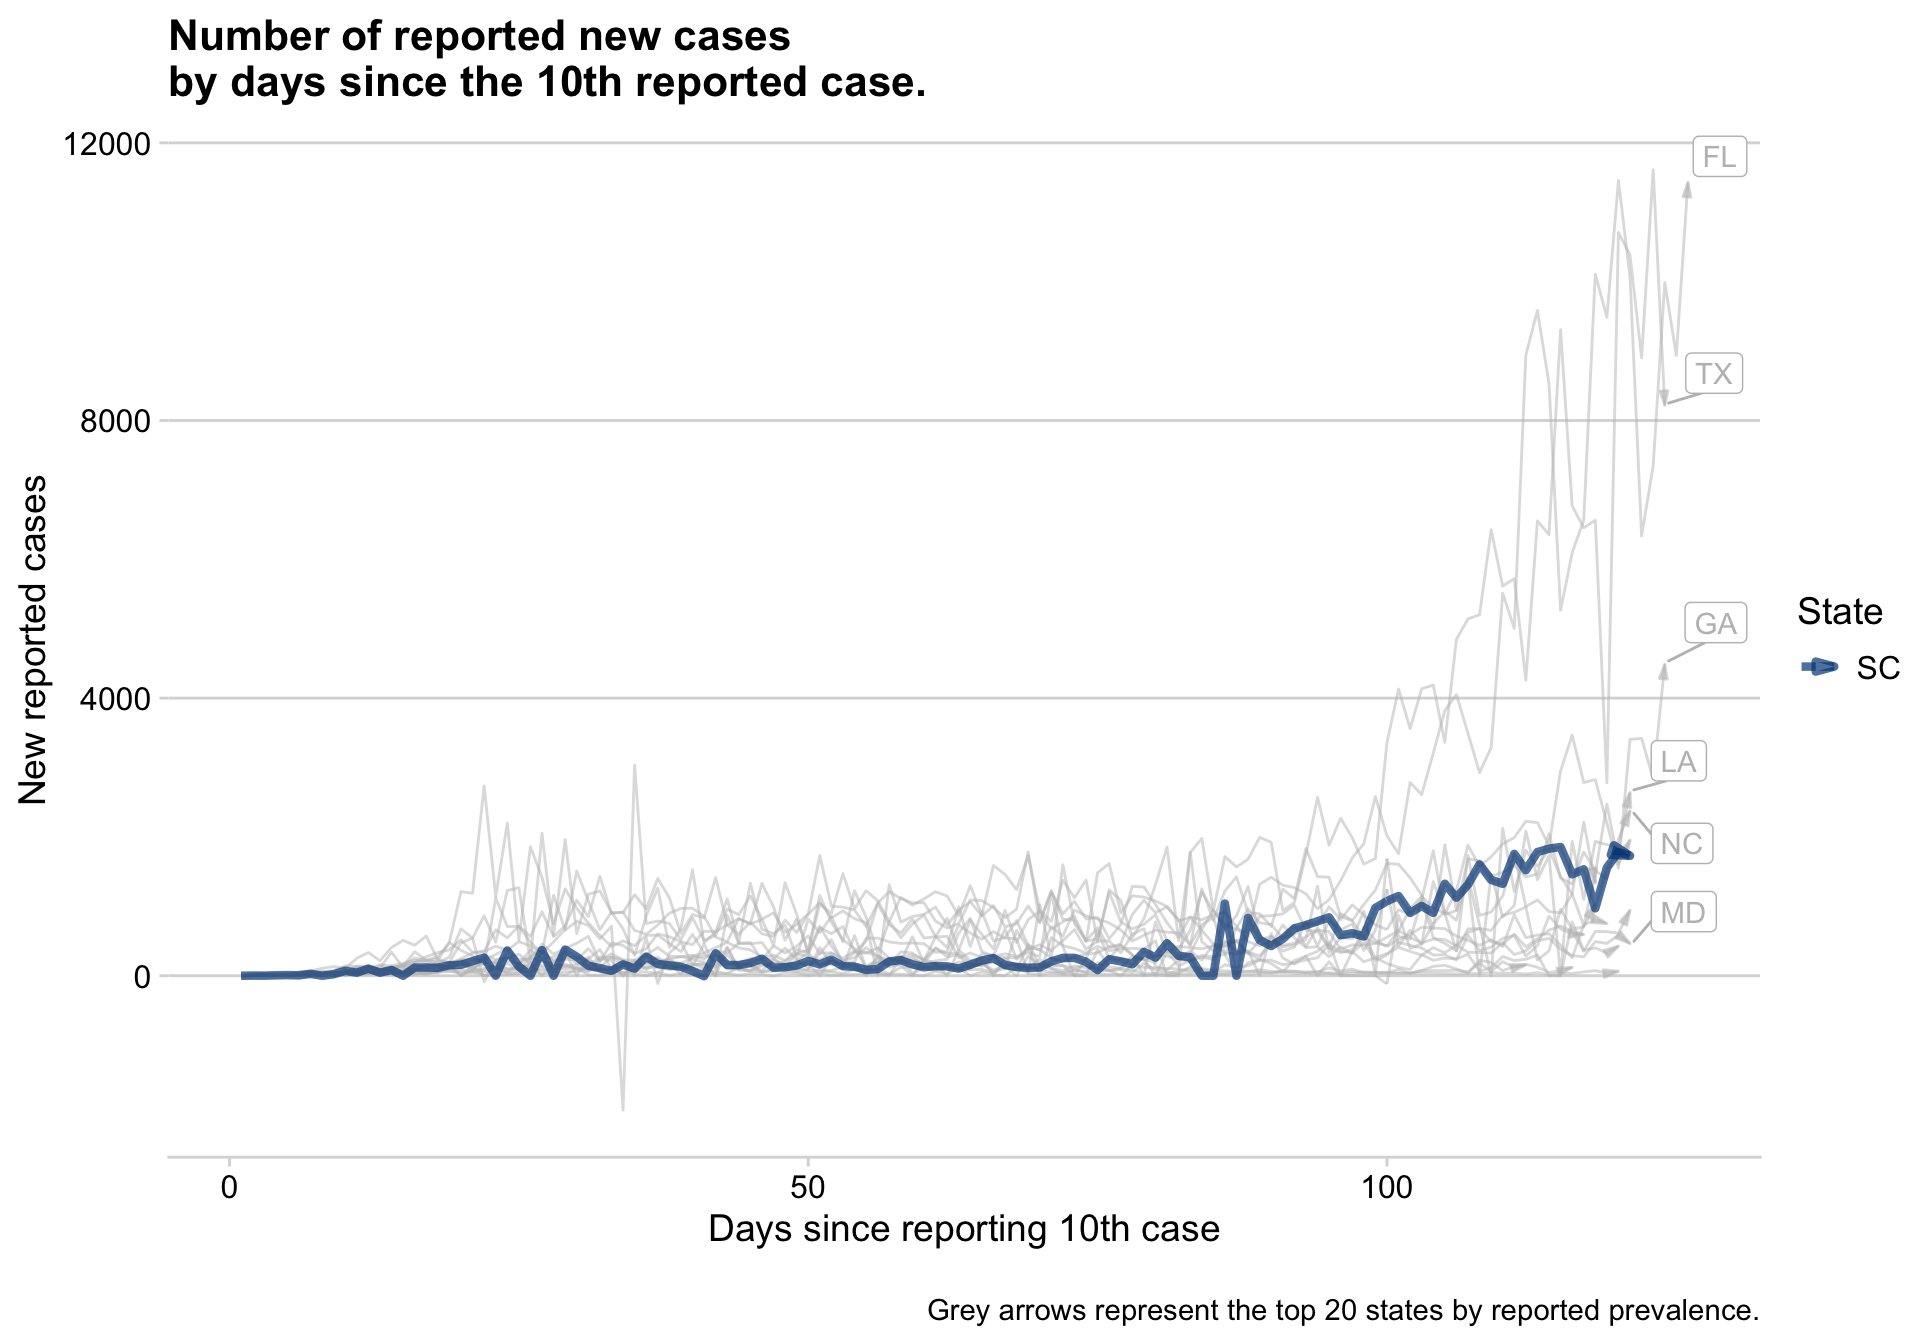 Number of reported new cases
by days since the 10th reported case.
12000
8000
4000
0
New reported cases
FL
TX
GA
LA
NC
MD
State
SC
0
50
100
Days since reporting 10th case
Grey arrows represent the top 20 states by reported prevalence.